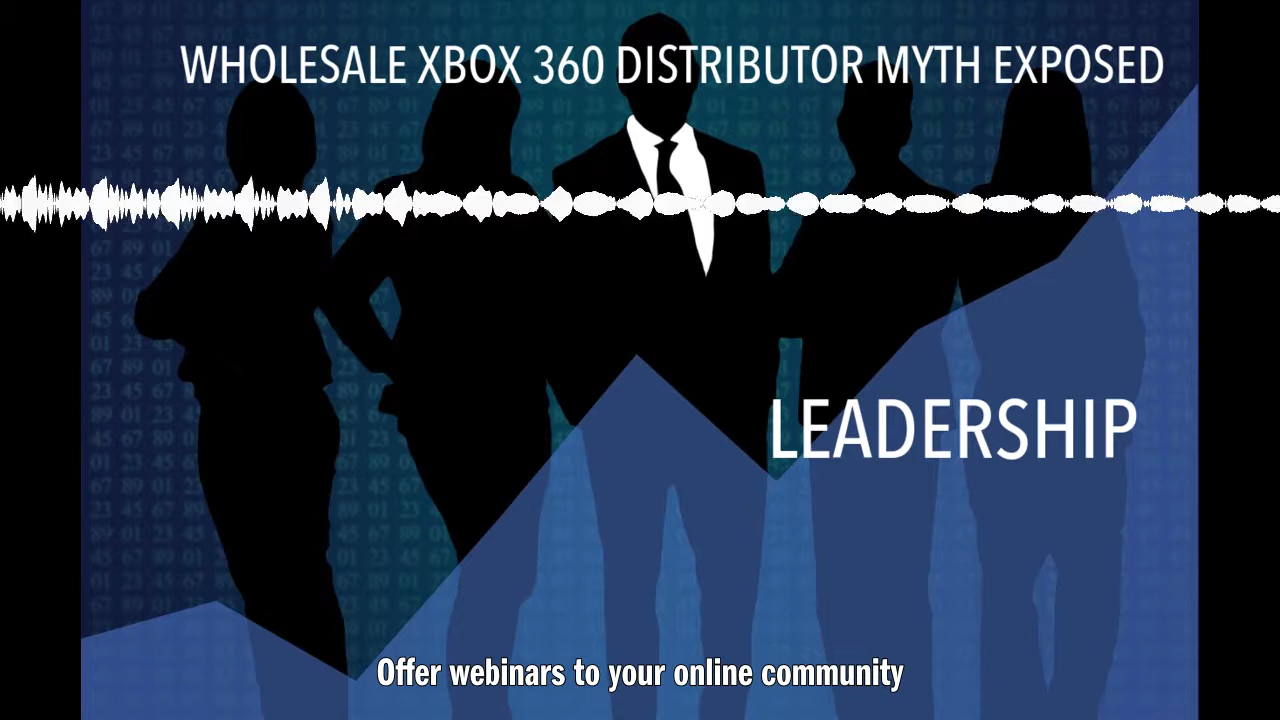 WHOLESALE XBOX 360 DISTRIBUTOR MYTH EXPOSED
LEADERSHIP
Offer webinars to your online community